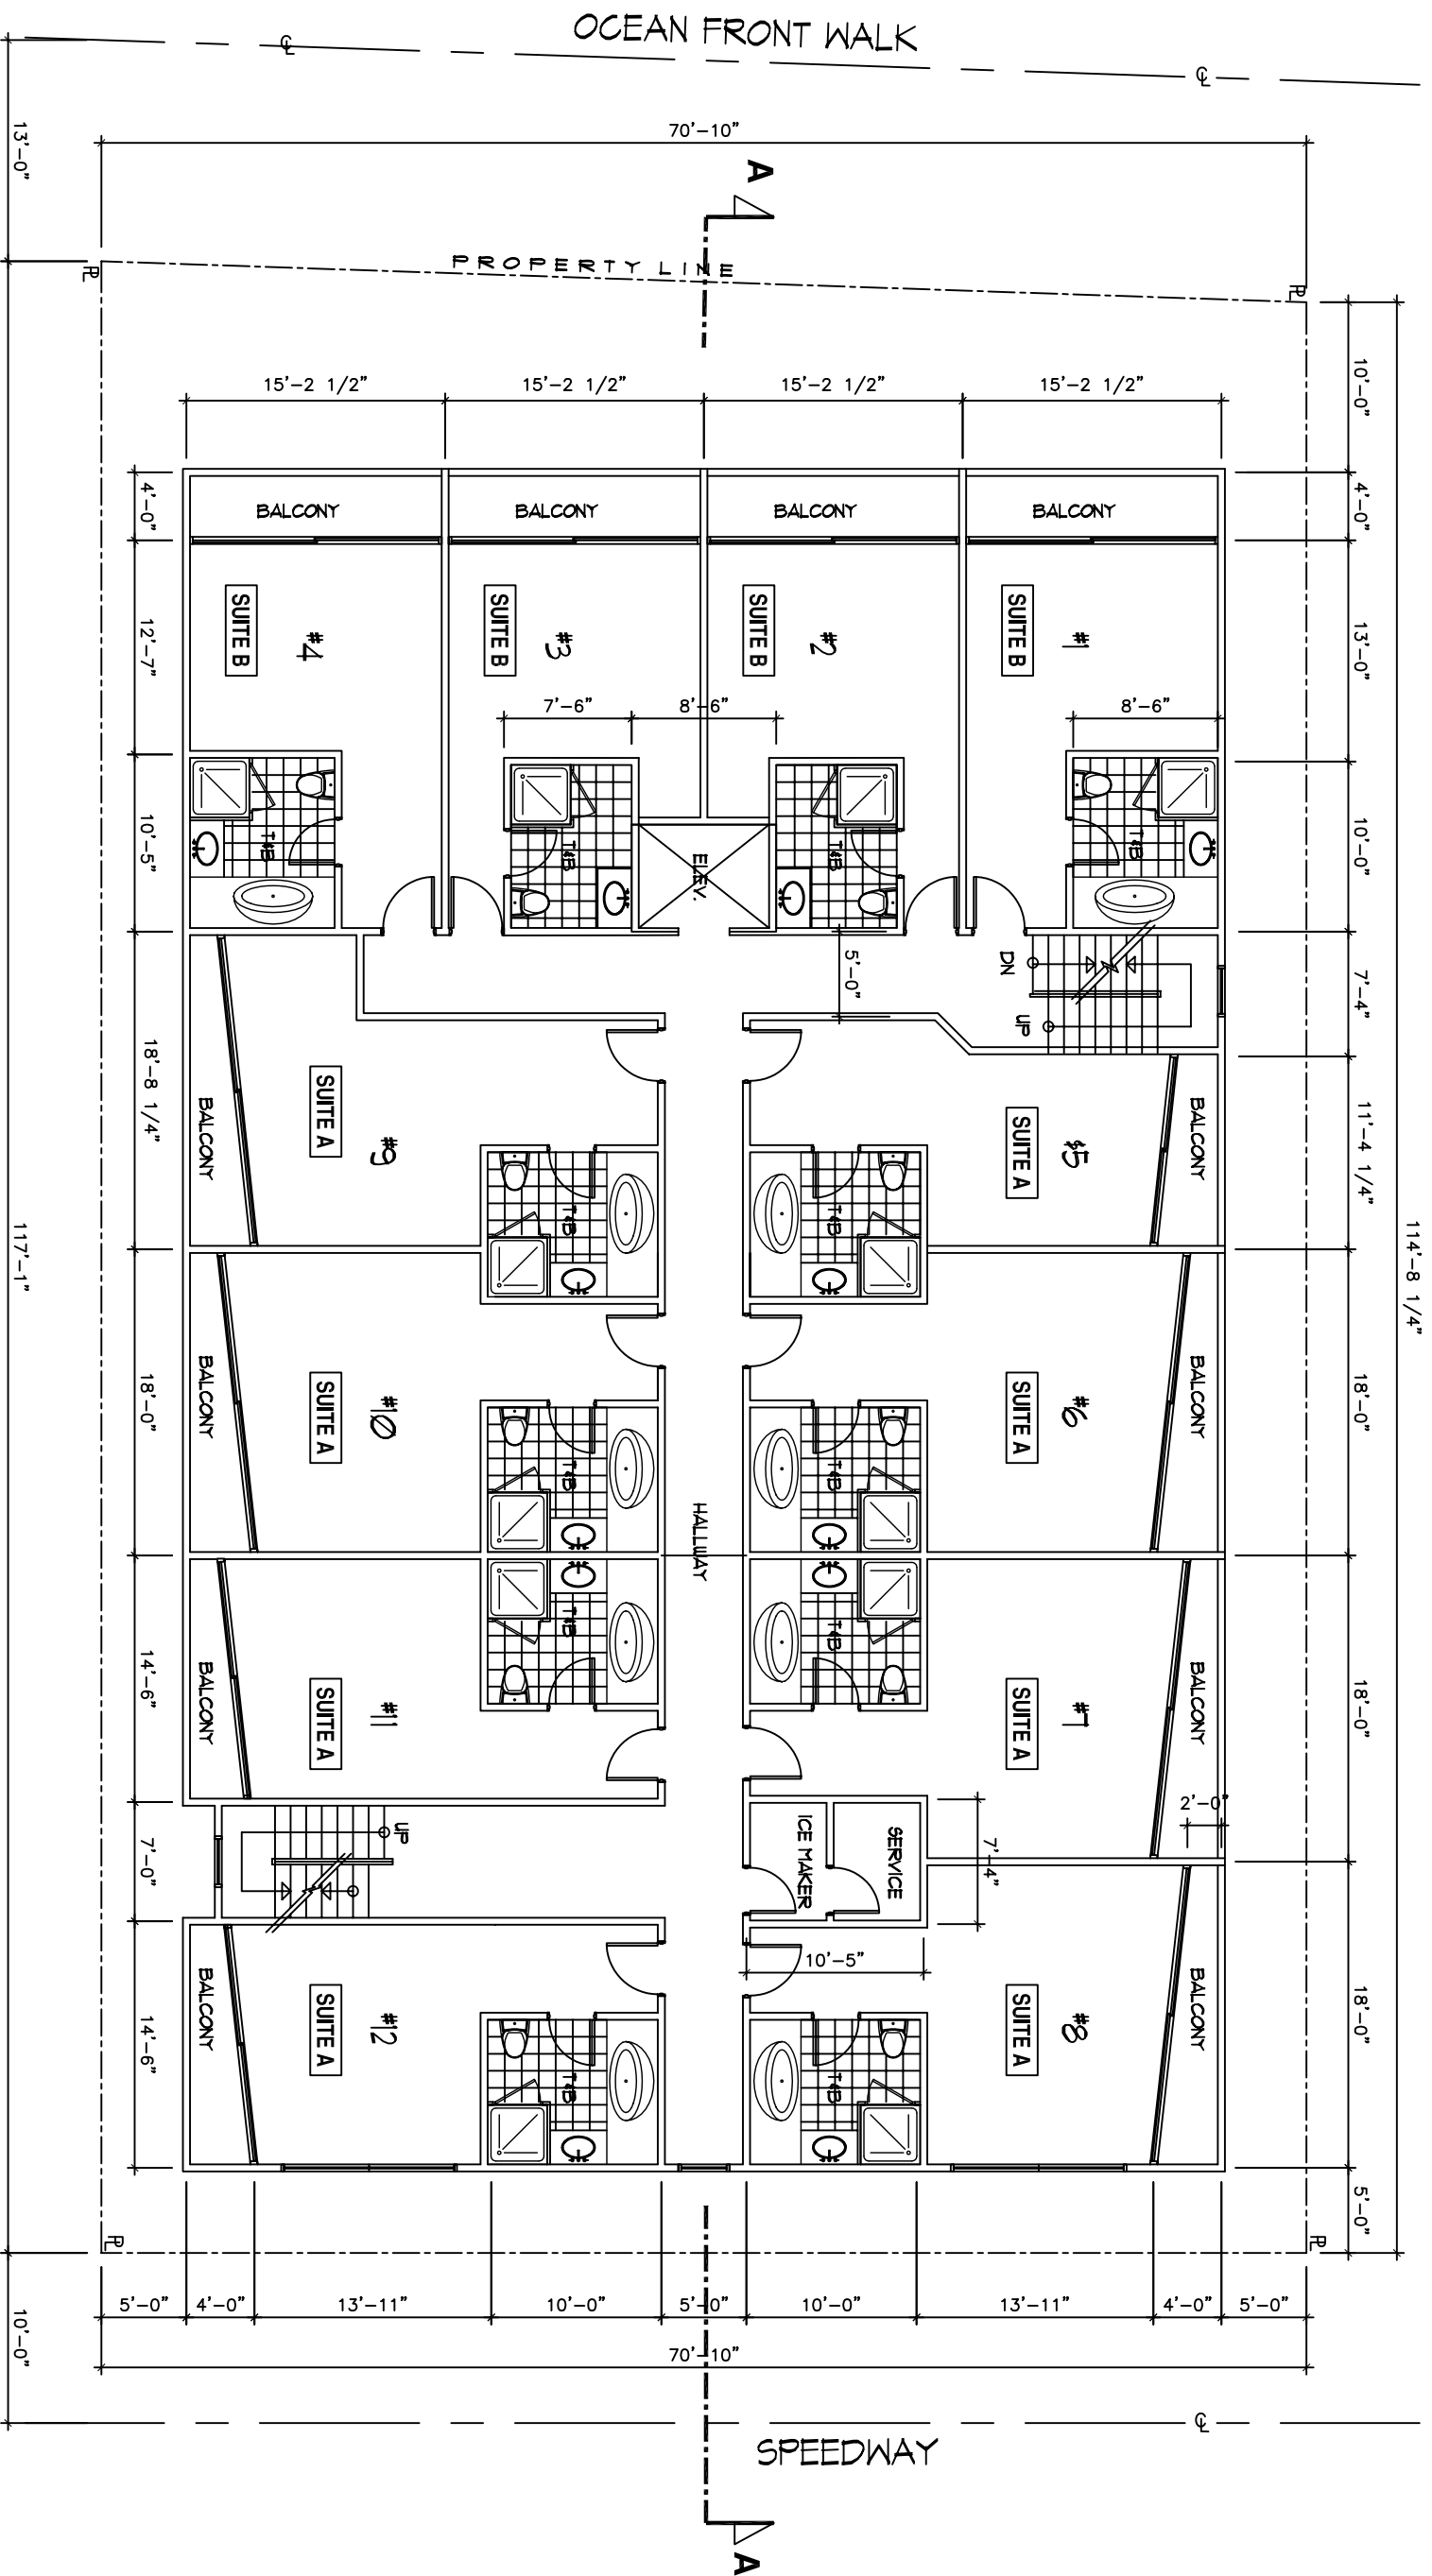 OCEAN FRONT WALK
℄
℄
13'-0"
70'-10"
A
PROPERTY LINE
PL
PL
15'-2 1/2"
15'-2 1/2"
15'-2 1/2"
15'-2 1/2"
10'-0"
4'-0"
BALCONY
BALCONY
BALCONY
BALCONY
4'-0"
SUITE B
#4
SUITE B
#3
SUITE B
#2
SUITE B
#1
12'-7"
13'-0"
7'-6"
8'-6"
8'-6"
10'-5"
T&B
T&B
ELEV.
T&B
T&B
10'-0"
5'-0"
DN
UP
7'-4"
18'-8 1/4"
BALCONY
SUITE A
#9
T&B
T&B
SUITE A
#5
BALCONY
11'-4 1/4"
117'-1"
114'-8 1/4"
18'-0"
BALCONY
SUITE A
#10
T&B
T&B
SUITE A
#6
BALCONY
18'-0"
HALLWAY
14'-6"
BALCONY
SUITE A
#11
T&B
T&B
SUITE A
#7
BALCONY
18'-0"
2'-0"
7'-0"
UP
ICE MAKER
SERVICE
7'-4"
10'-5"
14'-6"
BALCONY
SUITE A
#12
T&B
T&B
SUITE A
#8
BALCONY
18'-0"
5'-0"
PL
PL
5'-0"
4'-0"
13'-11"
10'-0"
5'-0"
10'-0"
13'-11"
4'-0"
5'-0"
10'-0"
70'-10"
℄
SPEEDWAY
A